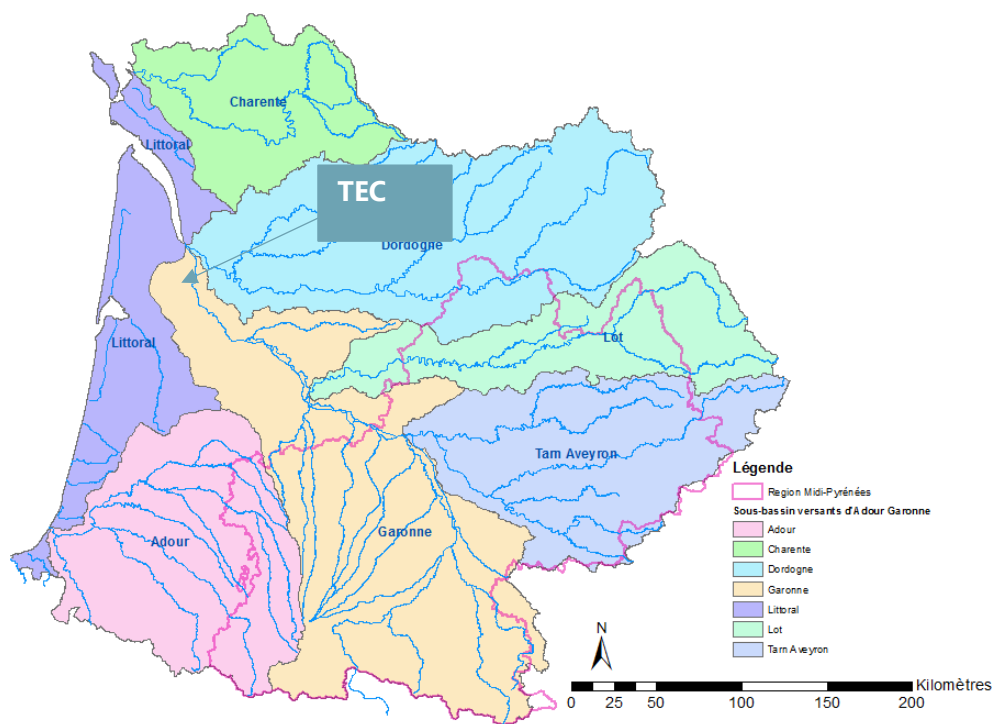 Charente
Littoral
TEC
Dordogne
Littoral
Lot
Tarn Aveyron
Garonne
Adour
Légende
Region Midi-Pyrénées
Sous-bassin versants d'Adour Garonne
Adour
Charente
Dordogne
Garonne
Littoral
Lot
Tarn Aveyron
N
Kilomètres
0 25 50 100 150 200